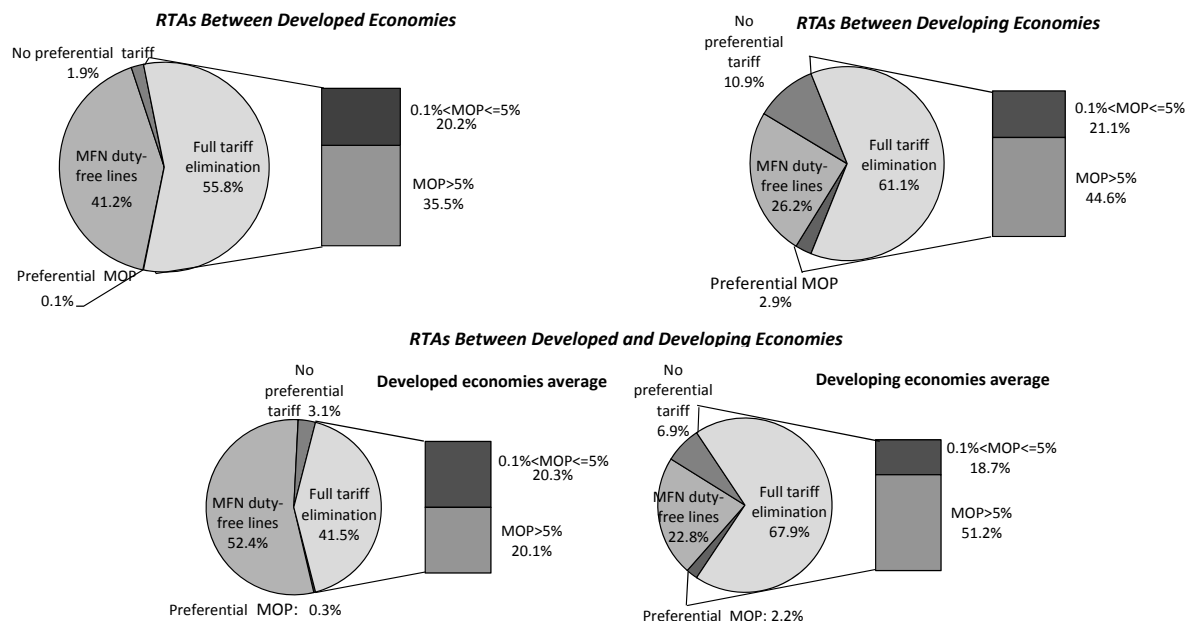 RTAs Between Developed Economies
No preferential tariff
1.9%
MFN duty-
free lines
41.2%
Full tariff
elimination
55.8%
Preferential MOP
0.1%
0.1%<MOP<=5%
20.2%
MOP>5%
35.5%
RTAs Between Developing Economies
No
preferential
tariff
10.9%
MFN duty-
free lines
26.2%
Full tariff
elimination
61.1%
Preferential MOP
2.9%
0.1%<MOP<=5%
21.1%
MOP>5%
44.6%
RTAs Between Developed and Developing Economies
Developed economies average
No
preferential
tariff 3.1%
MFN duty-
free lines
52.4%
Full tariff
elimination
41.5%
Preferential MOP: 0.3%
0.1%<MOP<=5%
20.3%
MOP>5%
20.1%
Developing economies average
No
preferential
tariff
6.9%
MFN duty-
free lines
22.8%
Full tariff
elimination
67.9%
Preferential MOP: 2.2%
0.1%<MOP<=5%
18.7%
MOP>5%
51.2%